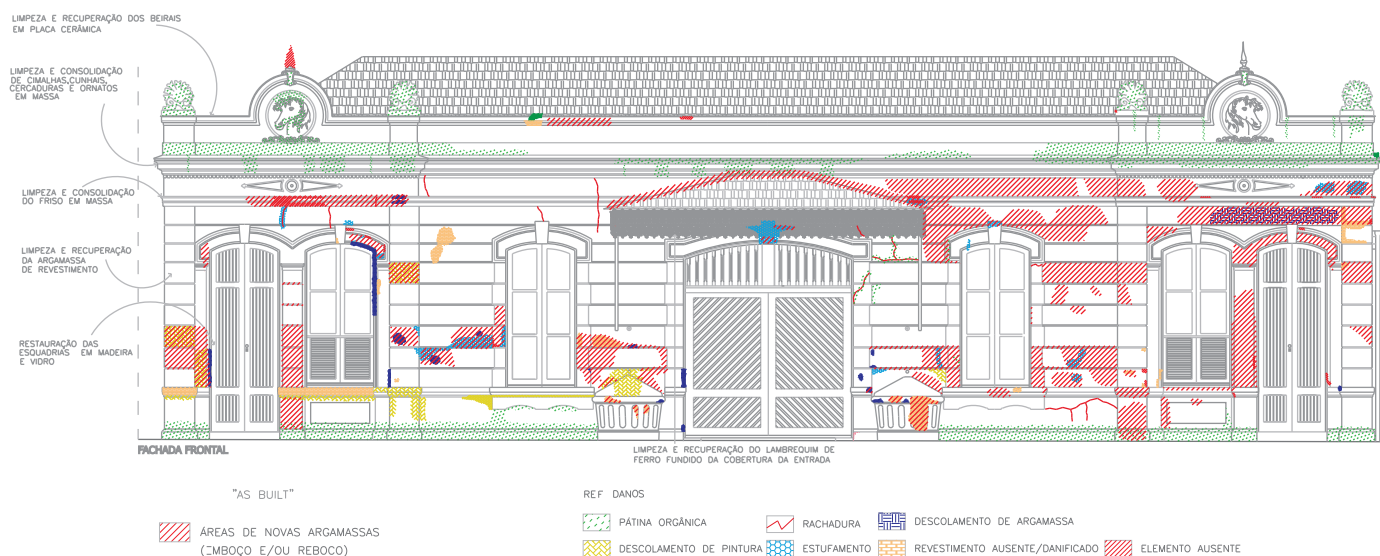 LIMPEZA E RECUPERAÇÃO DOS BEIRAIS
EM PLACA CERÂMICA
LIMPEZA E CONSOLIDAÇÃO
DE CIMALHAS,CUNHAIS,
CERCADURAS E ORNATOS
EM MASSA
LIMPEZA E CONSOLIDAÇÃO
DO FRISO EM MASSA
LIMPEZA E RECUPERAÇÃO
DA ARGAMASSA
DE REVESTIMENTO
RESTAURAÇÃO DAS
ESQUADRIAS EM MADEIRA
E VIDRO
FACHADA FRONTAL
LIMPEZA E RECUPERAÇÃO DO LAMBREQUIM DE
FERRO FUNDIDO DA COBERTURA DA ENTRADA
"AS BUILT"
ÁREAS DE NOVAS ARGAMASSAS
(EMBOÇO E/OU REBOCO)
REF DANOS
PÁTINA ORGÂNICA
RACHADURA
DESCOLAMENTO DE ARGAMASSA
DESCOLAMENTO DE PINTURA
ESTUFAMENTO
REVESTIMENTO AUSENTE/DANIFICADO
ELEMENTO AUSENTE